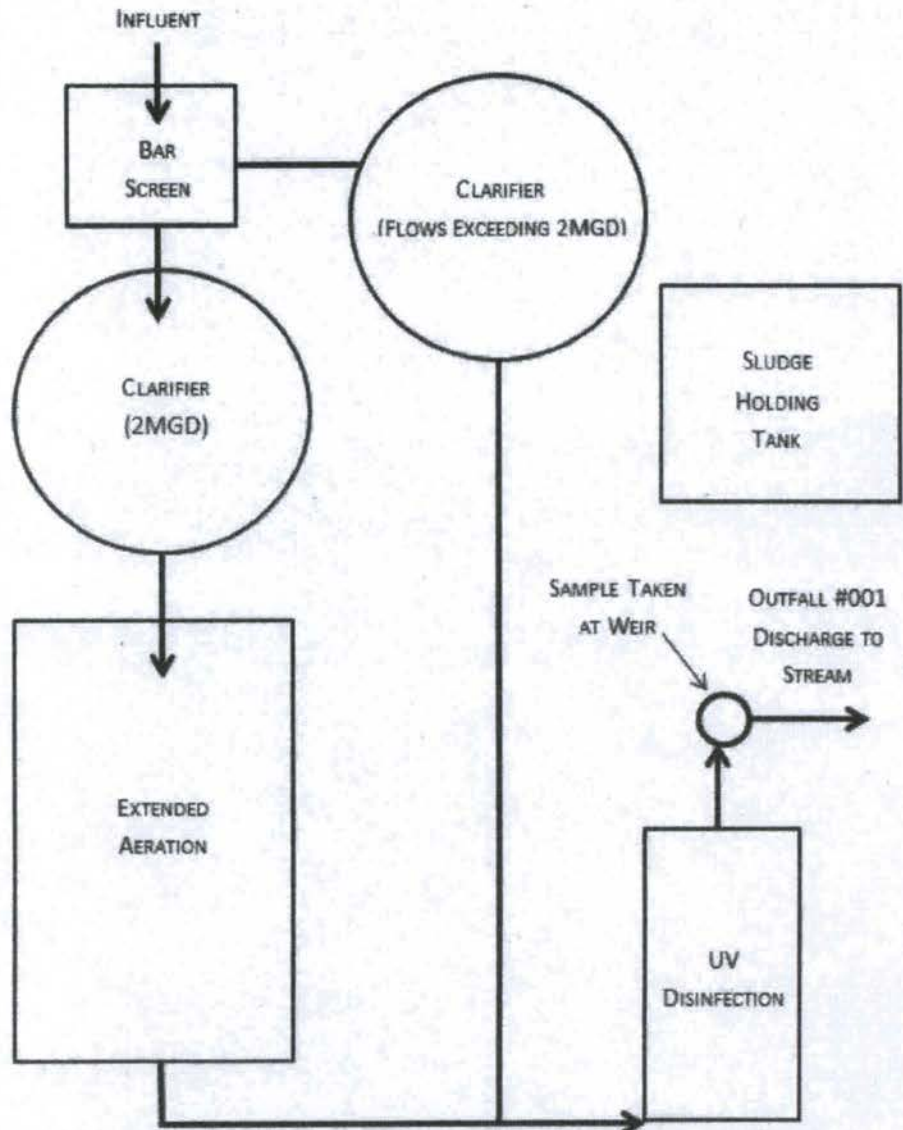 INFLUENT
BAR
SCREEN
CLARIFIER
(FLOWS EXCEEDING 2MGD)
CLARIFIER
(2MGD)
SLUDGE
HOLDING
TANK
SAMPLE TAKEN
AT WEIR
OUTFALL #001
DISCHARGE TO
STREAM
EXTENDED
AERATION
UV
DISINFECTION